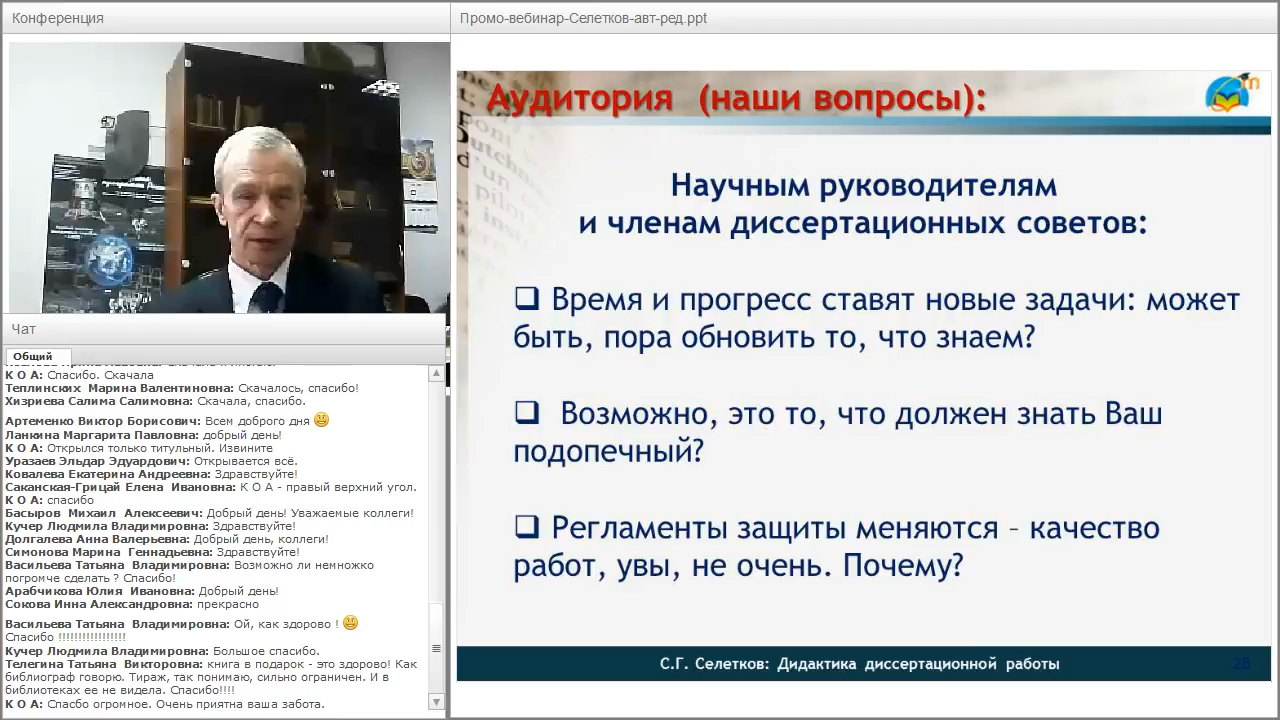 Конференция
Промо-вебинар-Селетков-авт-ред.ppt
Аудитория (наши вопросы):
Научным руководителям
и членам диссертационных советов:
❑ Время и прогресс ставят новые задачи: может
быть, пора обновить то, что знаем?
❑ Возможно, это то, что должен знать Ваш
подопечный?
❑ Регламенты защиты меняются – качество
работ, увы, не очень. Почему?
С.Г. Селетков: Дидактика диссертационной работы
28
Чат
Общий
К О А: Спасибо. Скачала
Теплинских Марина Валентиновна: Скачалось, спасибо!
Хизриева Салима Салимовна: Скачала, спасибо.
Артеменко Виктор Борисович: Всем доброго дня
Ланкина Маргарита Павловна: добрый день!
К О А: Открылся только титульный. Извините
Уразаев Эльдар Эдуардович: Открывается всё.
Ковалева Екатерина Андреевна: Здравствуйте!
Саканская-Грицай Елена Ивановна: К О А - правый верхний угол.
К О А: спасибо
Басыров Михаил Алексеевич: Добрый день! Уважаемые коллеги!
Кучер Людмила Владимировна: Здравствуйте!
Долгалева Анна Валерьевна: Добрый день, коллеги!
Симонова Марина Геннадьевна: Здравствуйте!
Васильева Татьяна Владимировна: Возможно ли немножко
погромче сделать ? Спасибо!
Арабчикова Юлия Ивановна: Добрый день!
Сокова Инна Александровна: прекрасно
Васильева Татьяна Владимировна: Ой, как здорово !
Спасибо !!!!!!!!!!!!!!!!!
Кучер Людмила Владимировна: Большое спасибо.
Телегина Татьяна Викторовна: книга в подарок - это здорово! Как
библиограф говорю. Тираж, так понимаю, сильно ограничен. И в
библиотеках ее не видела. Спасибо!!!!
К О А: Спасбо огромное. Очень приятна ваша забота.